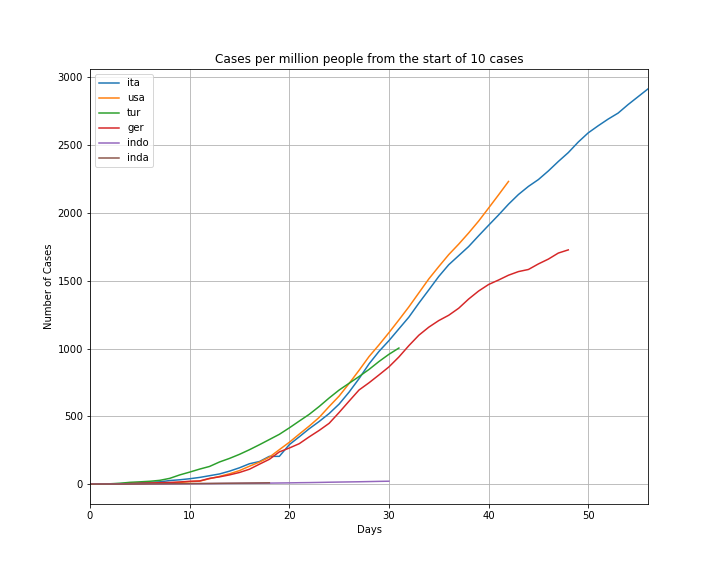 Cases per million people from the start of 10 cases
3000
2500
2000
1500
1000
500
0
Number of Cases
ita
usa
tur
ger
indo
inda
0 10 20 30 40 50
Days